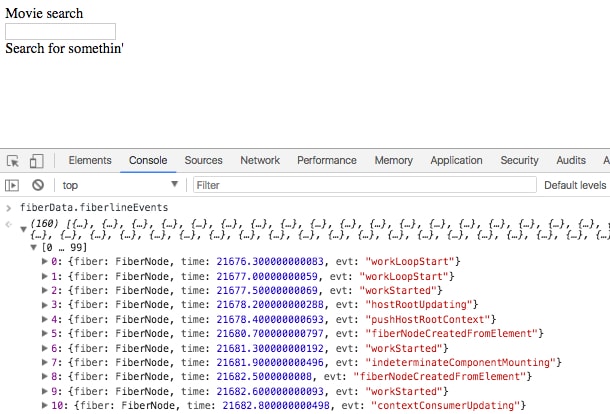 Movie search
Search for somethin'
Elements Console Sources Network Performance Memory Application Security Audits
top Filter Default levels
> fiberData.fiberlineEvents
(160) [{…}, {…}, {…}, {…}, {…}, {…}, {…}, {…}, {…}, {…}, {…}, {…}, {…}, {…}, {…}, {…}, {…},
{…}, {…}, {…}, {…}, {…}, {…}, {…}, {…}, {…}, {…}, {…}, {…}, {…}, {…}, {…}, {…}, {…}, {…},
[0 … 99]
0: {fiber: FiberNode, time: 21676.300000000083, evt: "workLoopStart"}
1: {fiber: FiberNode, time: 21677.00000000059, evt: "workLoopStart"}
2: {fiber: FiberNode, time: 21677.50000000069, evt: "workStarted"}
3: {fiber: FiberNode, time: 21678.200000000288, evt: "hostRootUpdating"}
4: {fiber: FiberNode, time: 21678.400000000693, evt: "pushHostRootContext"}
5: {fiber: FiberNode, time: 21680.700000000797, evt: "fiberNodeCreatedFromElement"}
6: {fiber: FiberNode, time: 21681.300000000192, evt: "workStarted"}
7: {fiber: FiberNode, time: 21681.900000000496, evt: "indeterminateComponentMounting"}
8: {fiber: FiberNode, time: 21682.50000000008, evt: "fiberNodeCreatedFromElement"}
9: {fiber: FiberNode, time: 21682.600000000093, evt: "workStarted"}
10: {fiber: FiberNode, time: 21682.800000000498, evt: "contextConsumerUpdating"}